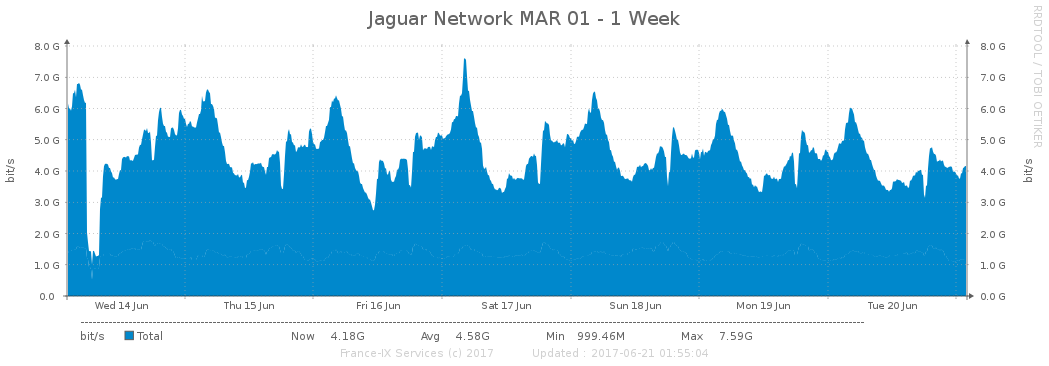 Jaguar Network MAR 01 - 1 Week
RRDTOOL / TOBI OETIKER
bit/s
8.0 G 8.0 G
7.0 G 7.0 G
6.0 G 6.0 G
5.0 G 5.0 G
4.0 G 4.0 G
3.0 G 3.0 G
2.0 G 2.0 G
1.0 G 1.0 G
0.0 0.0 G
bit/s
Wed 14 Jun Thu 15 Jun Fri 16 Jun Sat 17 Jun Sun 18 Jun Mon 19 Jun Tue 20 Jun
bit/s Total Now 4.18G Avg 4.58G Min 999.46M Max 7.59G
France-IX Services (c) 2017 Updated : 2017-06-21 01:55:04